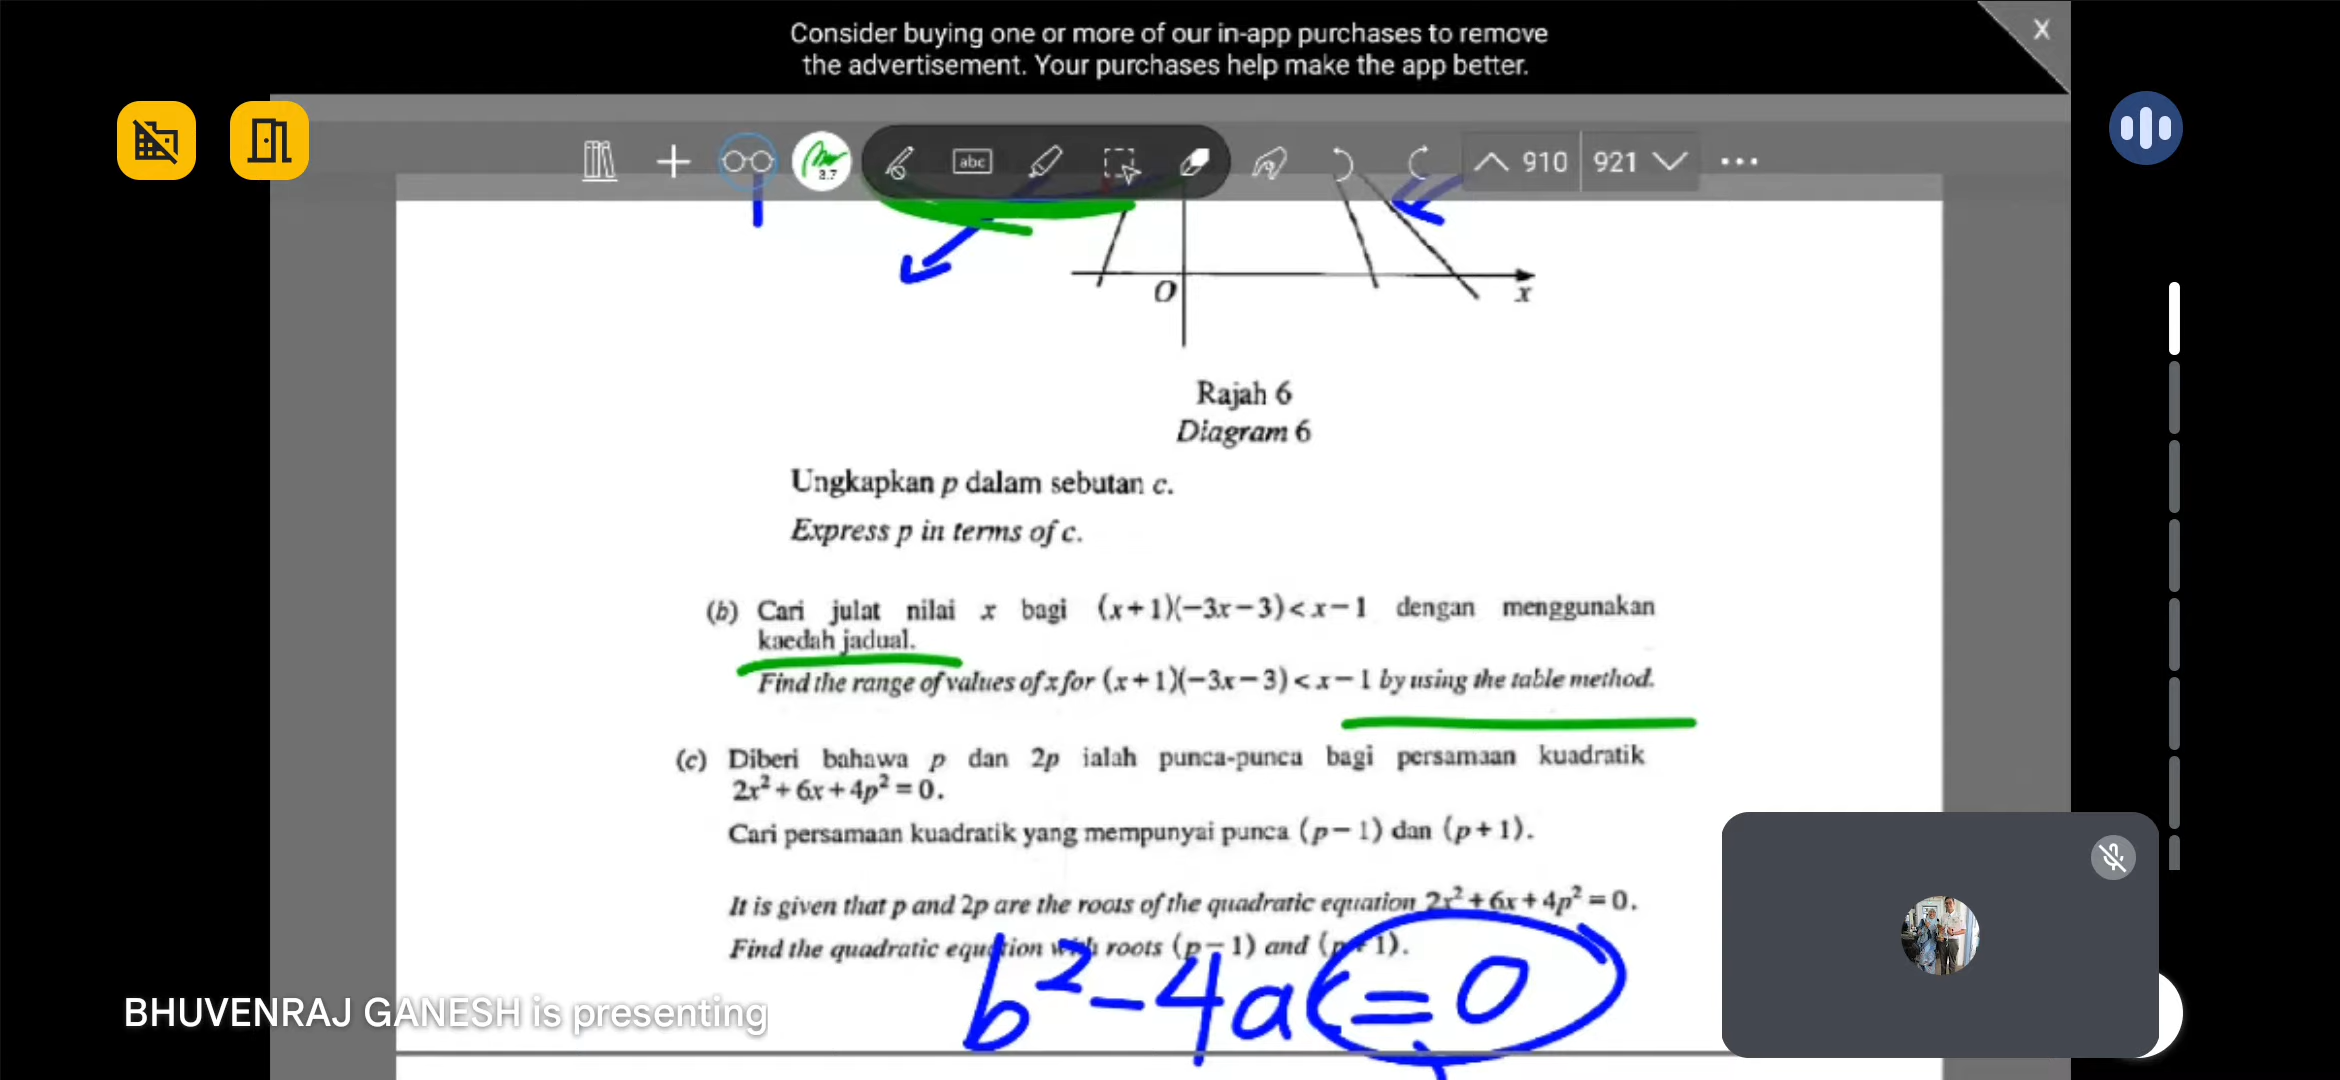 Consider buying one or more of our in-app purchases to remove
the advertisement. Your purchases help make the app better.
X
2.7
abc
910
921
O
x
Rajah 6
Diagram 6
Ungkapkan p dalam sebutan c.
Express p in terms of c.
(b) Cari julat nilai x bagi (x+1)(−3x−3)<x−1 dengan menggunakan
kaedah jadual.
Find the range of values of x for (x+1)(−3x−3)<x−1 by using the table method.
(c) Diberi bahawa p dan 2p ialah punca-punca bagi persamaan kuadratik
2x²+6x+4p²=0.
Cari persamaan kuadratik yang mempunyai punca (p−1) dan (p+1).
It is given that p and 2p are the roots of the quadratic equation 2x²+6x+4p²=0.
Find the quadratic equation with roots (p−1) and (p+1).
b²−4ac=0
BHUVENRAJ GANESH is presenting